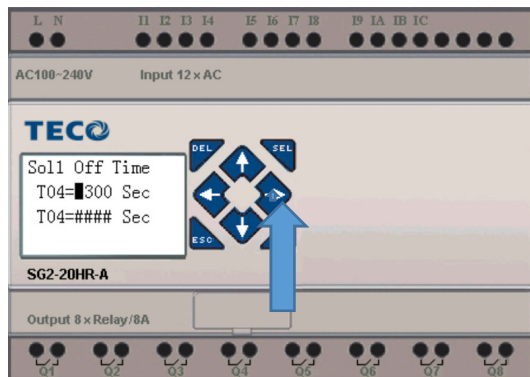 L N I1 I2 I3 I4 I5 I6 I7 I8 I9 IA IB IC
AC100~240V Input 12 x AC
TECO
DEL SEL
Sol1 Off Time
T04=█300 Sec
T04=#### Sec
ESC
SG2-20HR-A
Output 8 x Relay/8A
Q1 Q2 Q3 Q4 Q5 Q6 Q7 Q8